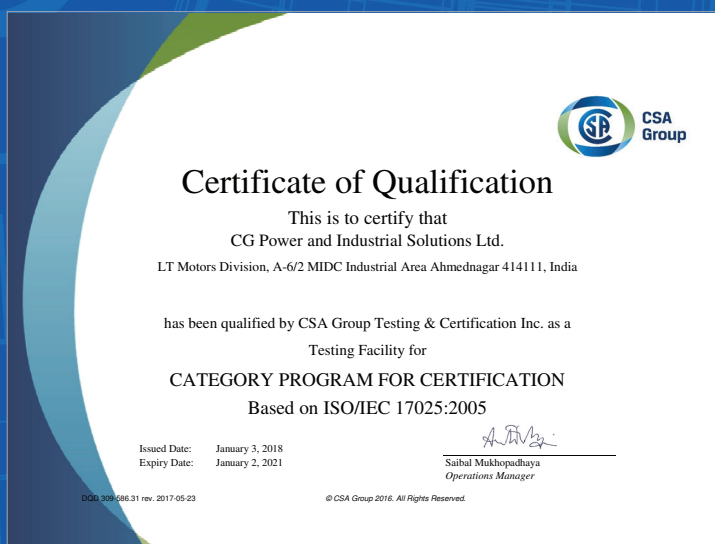 CSA
Group
Certificate of Qualification
This is to certify that
CG Power and Industrial Solutions Ltd.
LT Motors Division, A-6/2 MIDC Industrial Area Ahmednagar 414111, India
has been qualified by CSA Group Testing & Certification Inc. as a
Testing Facility for
CATEGORY PROGRAM FOR CERTIFICATION
Based on ISO/IEC 17025:2005
Issued Date: January 3, 2018
Expiry Date: January 2, 2021
Saibal Mukhopadhaya
Operations Manager
DQD 309-586.31 rev. 2017-05-23 © CSA Group 2016. All Rights Reserved.